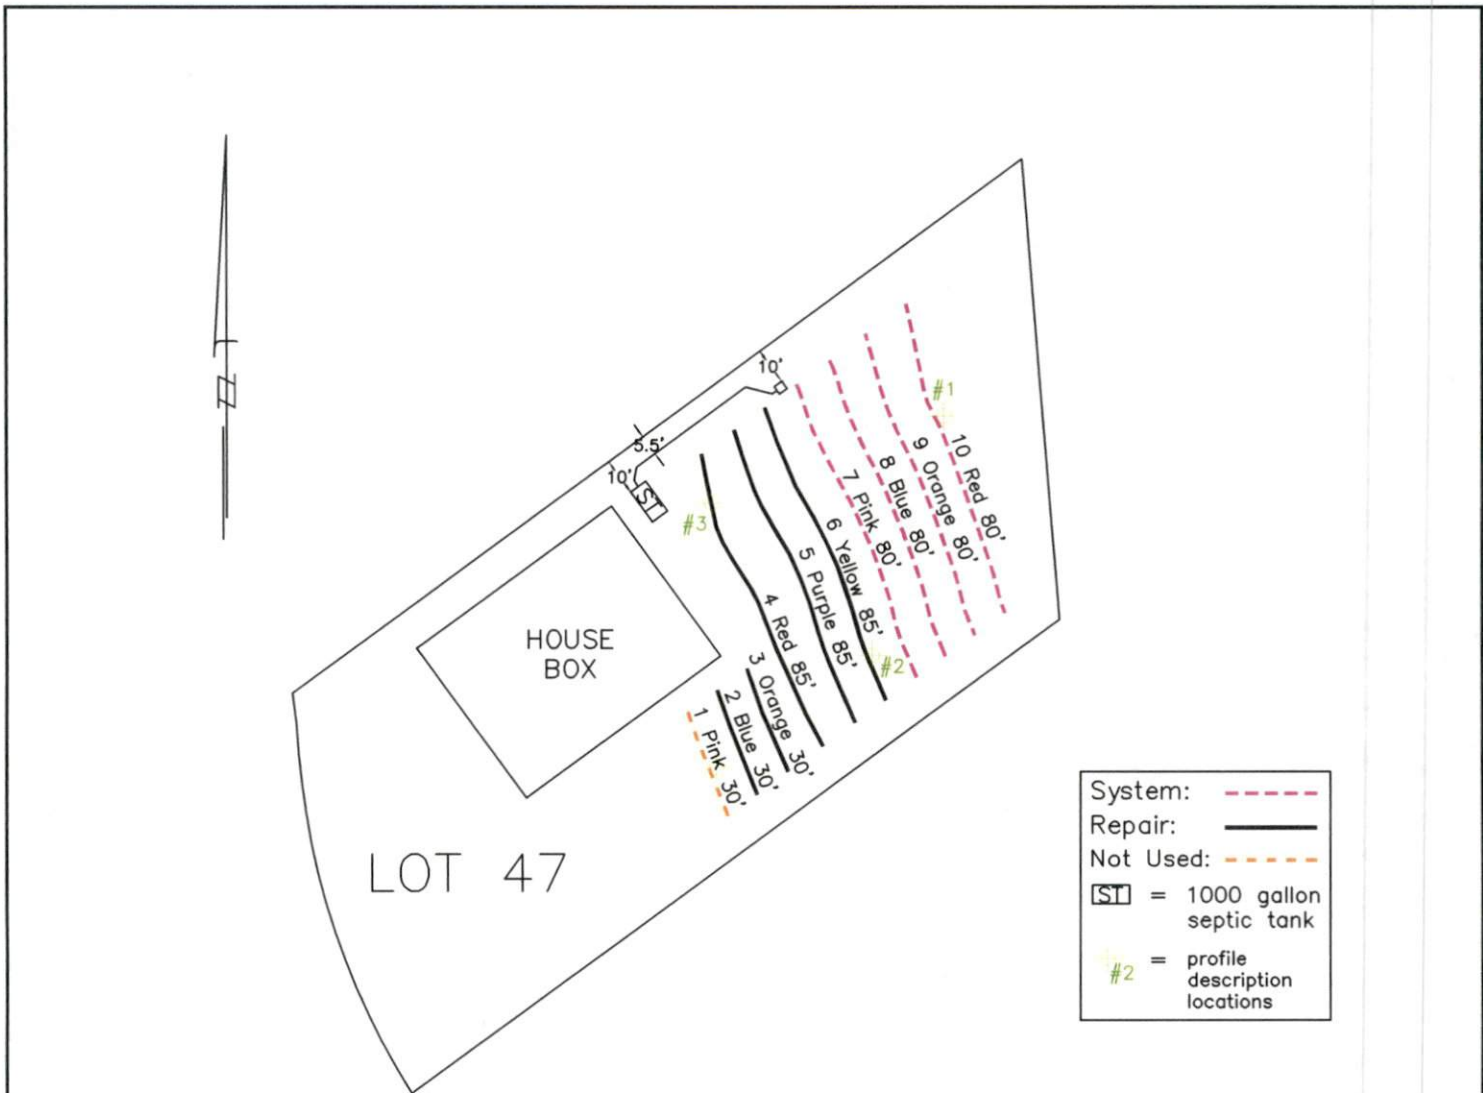 N
10'
5.5'
10'
ST
#1
#3
#2
10 Red 80'
9 Orange 80'
8 Blue 80'
7 Pink 80'
6 Yellow 85'
5 Purple 85'
4 Red 85'
3 Orange 30'
2 Blue 30'
1 Pink 30'
HOUSE
BOX
LOT 47
System:
Repair:
Not Used:
ST = 1000 gallon
septic tank
#2 = profile
description
locations